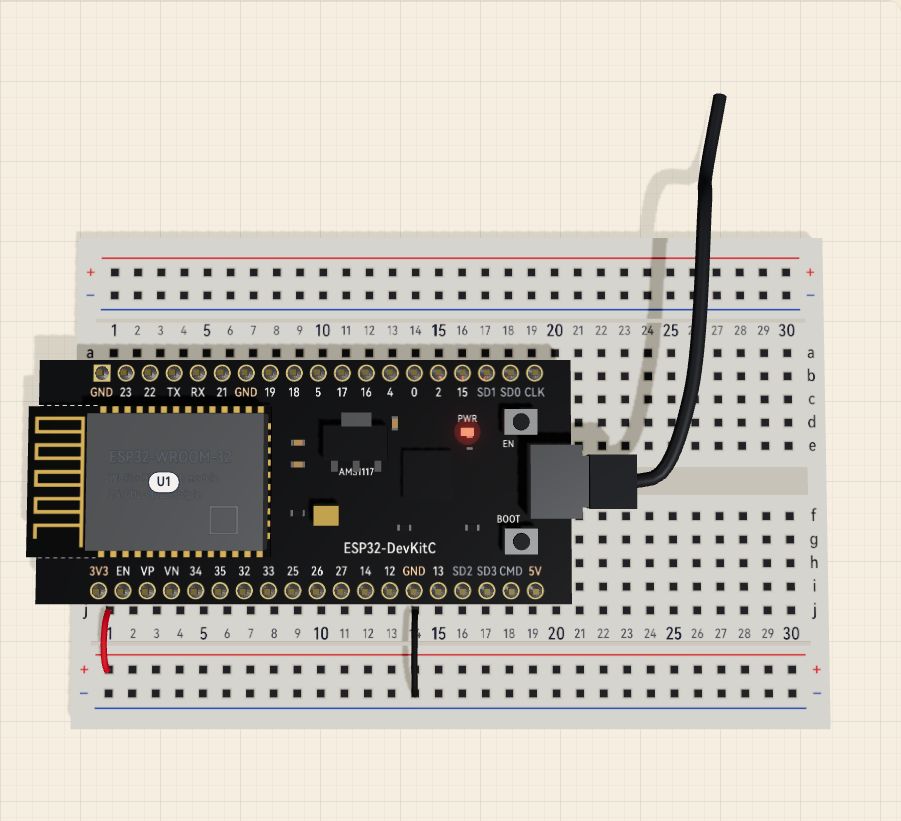 1 2 3 4 5 6 7 8 9 10 11 12 13 14 15 16 17 18 19 20 21 22 23 24 25 26 27 28 29 30
+ +
− −
a a
b
c
d
e
GND 23 22 TX RX 21 GND 19 18 5 17 16 4 0 2 15 SD1 SD0 CLK
PWR
EN
ESP32-WROOM-32
U1
AMS1117
BOOT
ESP32-DevKitC
3V3 EN VP VN 34 35 32 33 25 26 27 14 12 GND 13 SD2 SD3 CMD 5V
f
g
h
i
j j
1 2 3 4 5 6 7 8 9 10 11 12 13 14 15 16 17 18 19 20 21 22 23 24 25 26 27 28 29 30
+ +
− −